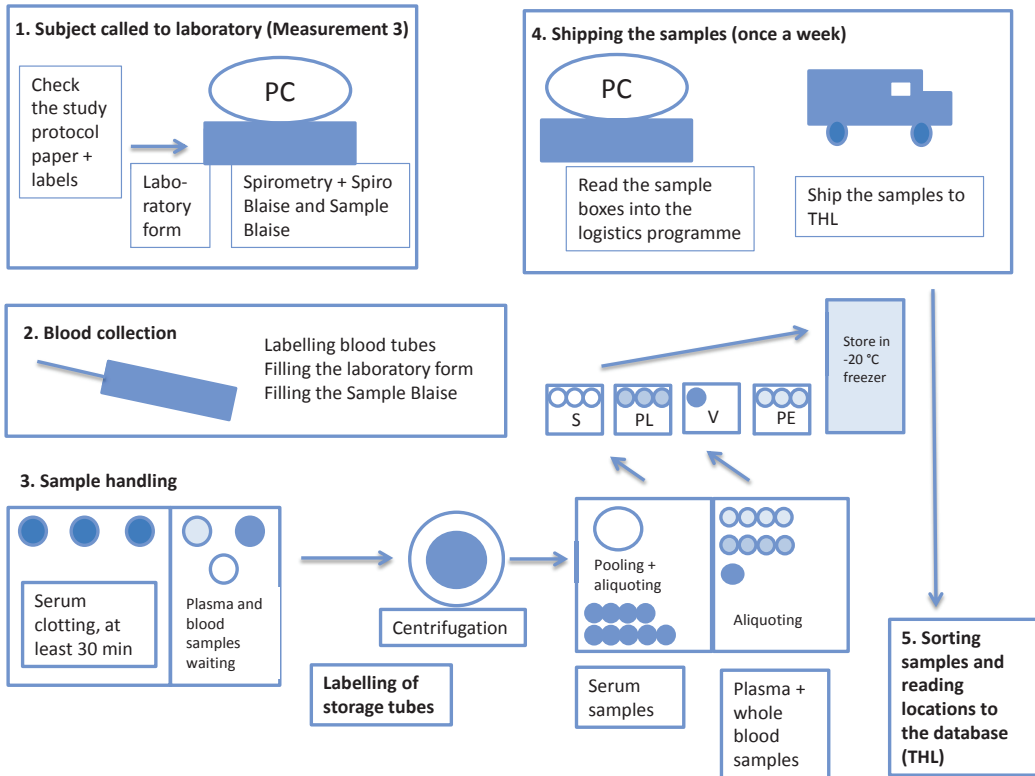 1. Subject called to laboratory (Measurement 3)
Check
the study
protocol
paper +
labels
PC
Labo-
ratory
form
Spirometry + Spiro
Blaise and Sample
Blaise
4. Shipping the samples (once a week)
PC
Read the sample
boxes into the
logistics programme
Ship the samples to
THL
2. Blood collection
Labelling blood tubes
Filling the laboratory form
Filling the Sample Blaise
Store in
-20 °C
freezer
S
PL
V
PE
3. Sample handling
Serum
clotting, at
least 30 min
Plasma and
blood
samples
waiting
Centrifugation
Labelling of
storage tubes
Pooling +
aliquoting
Aliquoting
Serum
samples
Plasma +
whole
blood
samples
5. Sorting
samples and
reading
locations to
the database
(THL)